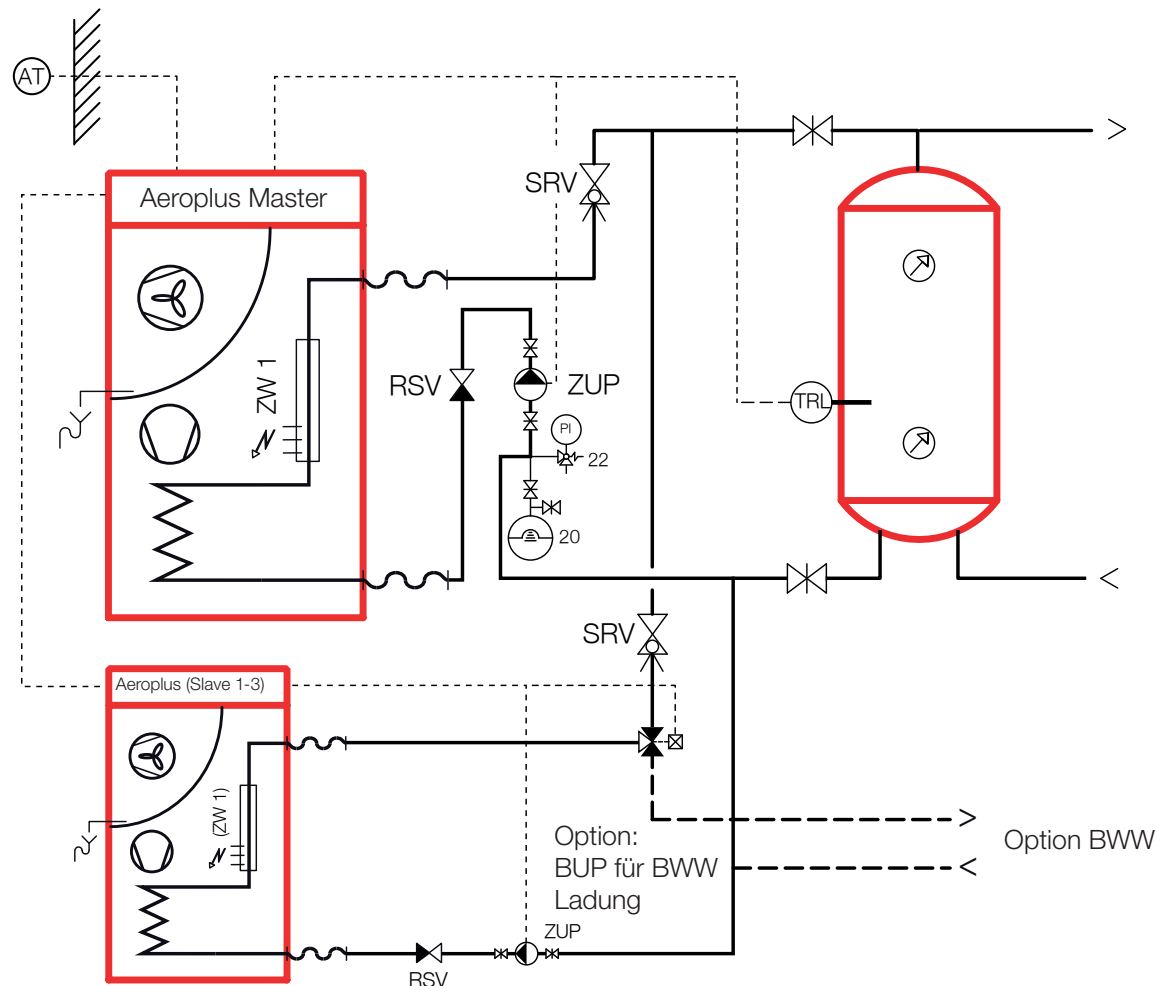 AT
Aeroplus Master
SRV
ZW 1
RSV
ZUP
TRL
PI
22
20
SRV
Aeroplus (Slave 1-3)
(ZW 1)
Option:
BUP für BWW
Ladung
Option BWW
ZUP
RSV